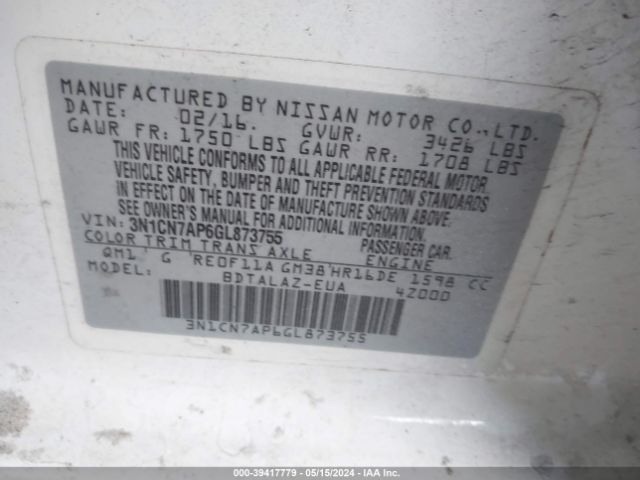 MANUFACTURED BY NISSAN MOTOR CO., LTD.
DATE: 02/16. GVWR: 3426 LBS
GAWR FR: 1750 LBS GAWR RR: 1708 LBS
THIS VEHICLE CONFORMS TO ALL APPLICABLE FEDERAL MOTOR
VEHICLE SAFETY, BUMPER AND THEFT PREVENTION STANDARDS
IN EFFECT ON THE DATE OF MANUFACTURE SHOWN ABOVE.
SEE OWNER'S MANUAL FOR ADDITIONAL INFORMATION.
VIN: 3N1CN7AP6GL873755 PASSENGER CAR.
COLOR TRIM TRANS AXLE ENGINE
QM1 G RE0F11A GM38 HR16DE 1598 CC
MODEL: BDTALAZ-EUA 42000
3N1CN7AP6GL873755
000-39417779 - 05/15/2024 - IAA Inc.